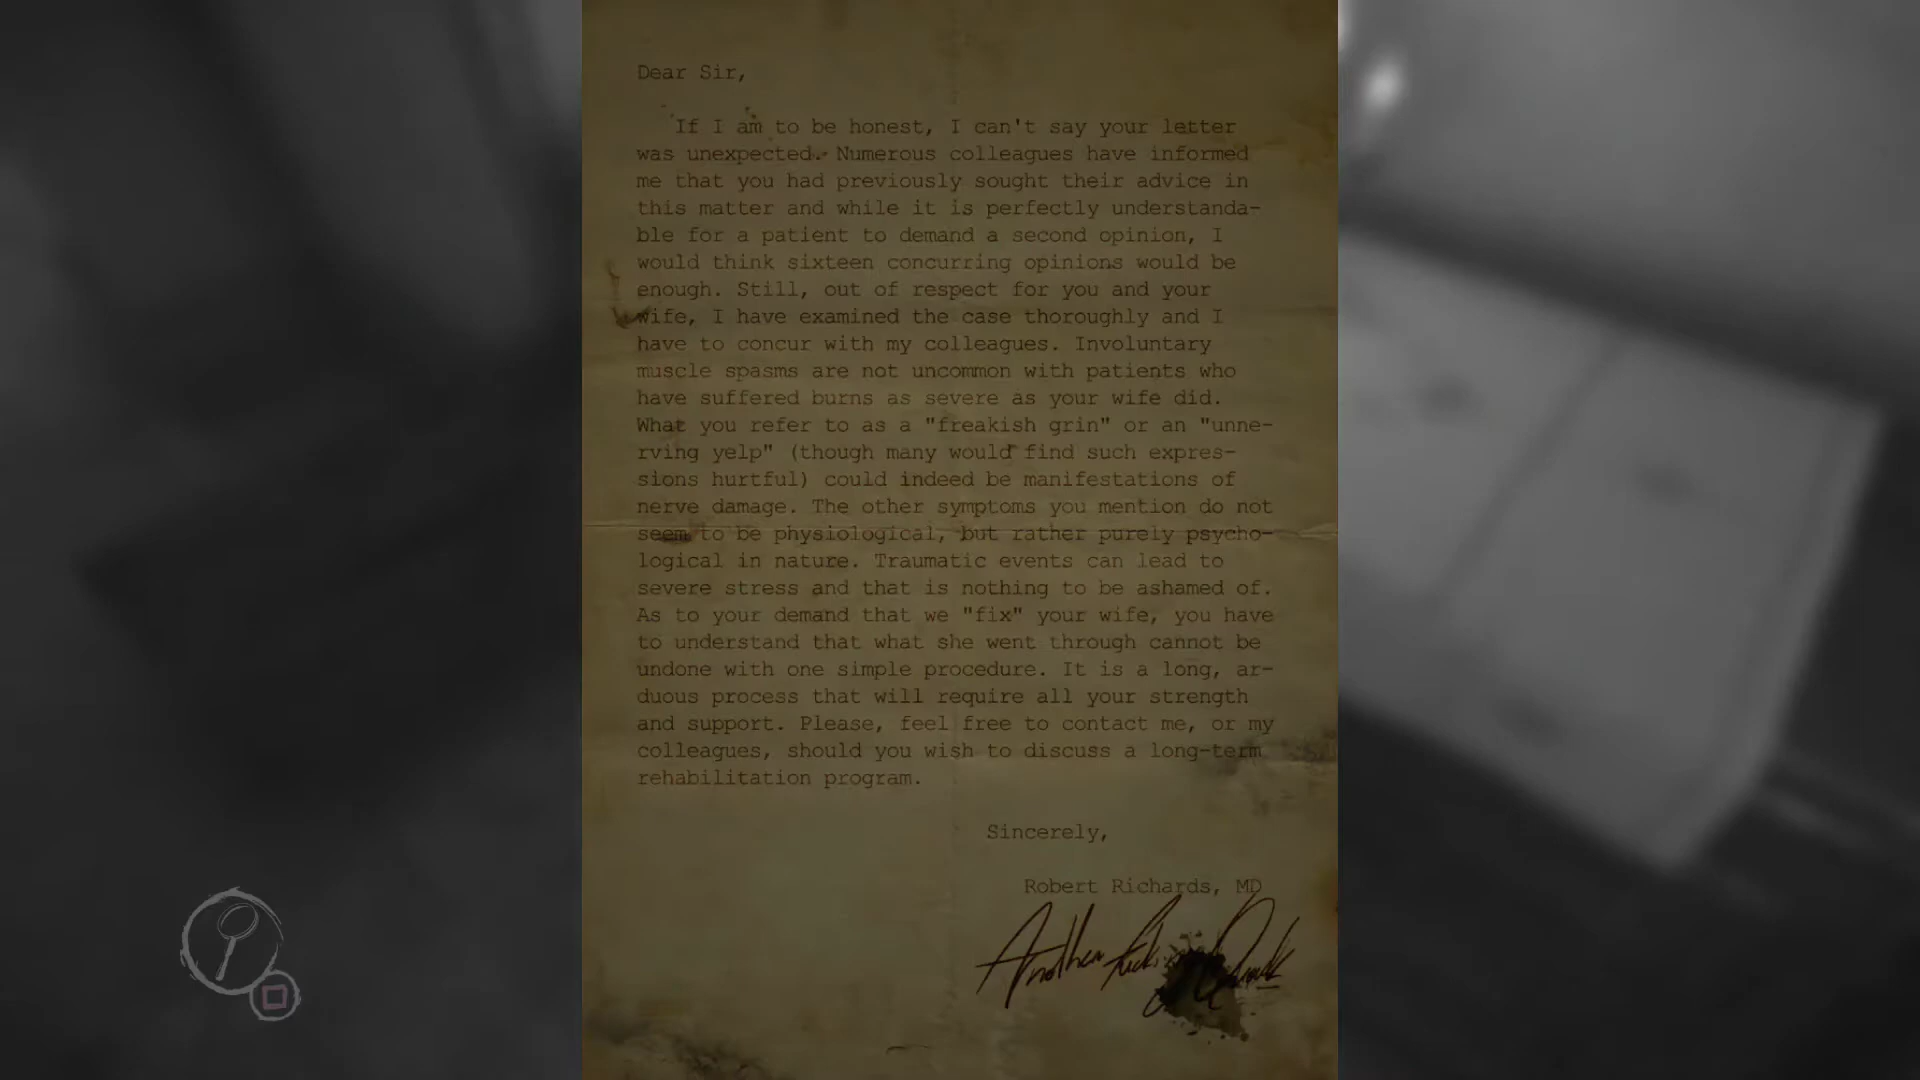 Dear Sir,
If I am to be honest, I can't say your letter
was unexpected. Numerous colleagues have informed
me that you had previously sought their advice in
this matter and while it is perfectly understanda-
ble for a patient to demand a second opinion, I
would think sixteen concurring opinions would be
enough. Still, out of respect for you and your
wife, I have examined the case thoroughly and I
have to concur with my colleagues. Involuntary
muscle spasms are not uncommon with patients who
have suffered burns as severe as your wife did.
What you refer to as a "freakish grin" or an "unne-
rving yelp" (though many would find such expres-
sions hurtful) could indeed be manifestations of
nerve damage. The other symptoms you mention do not
seem to be physiological, but rather purely psycho-
logical in nature. Traumatic events can lead to
severe stress and that is nothing to be ashamed of.
As to your demand that we "fix" your wife, you have
to understand that what she went through cannot be
undone with one simple procedure. It is a long, ar-
duous process that will require all your strength
and support. Please, feel free to contact me, or my
colleagues, should you wish to discuss a long-term
rehabilitation program.
Sincerely,
Robert Richards, MD
Another